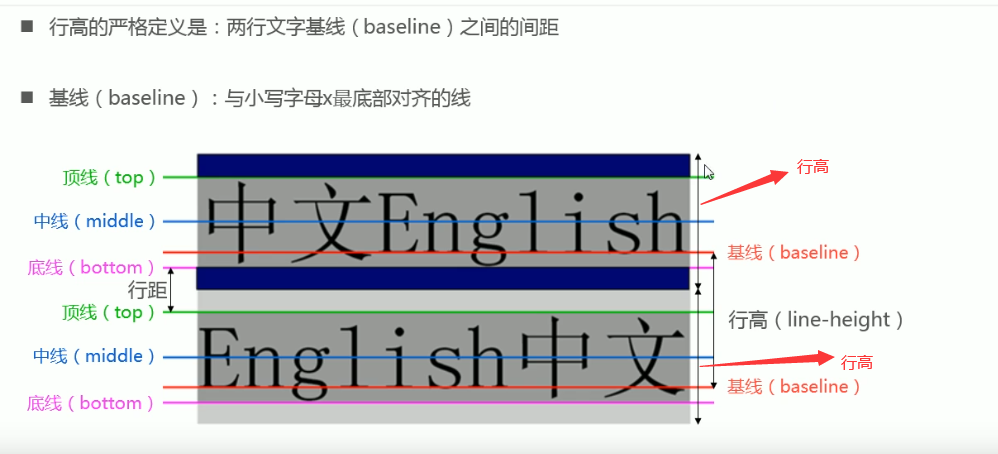 行高的严格定义是：两行文字基线（baseline）之间的间距
基线（baseline）：与小写字母x最底部对齐的线
行高
顶线（top）
中文English
中线（middle）
基线（baseline）
底线（bottom）
行距
顶线（top）
行高（line-height）
English中文
中线（middle）
行高
基线（baseline）
底线（bottom）